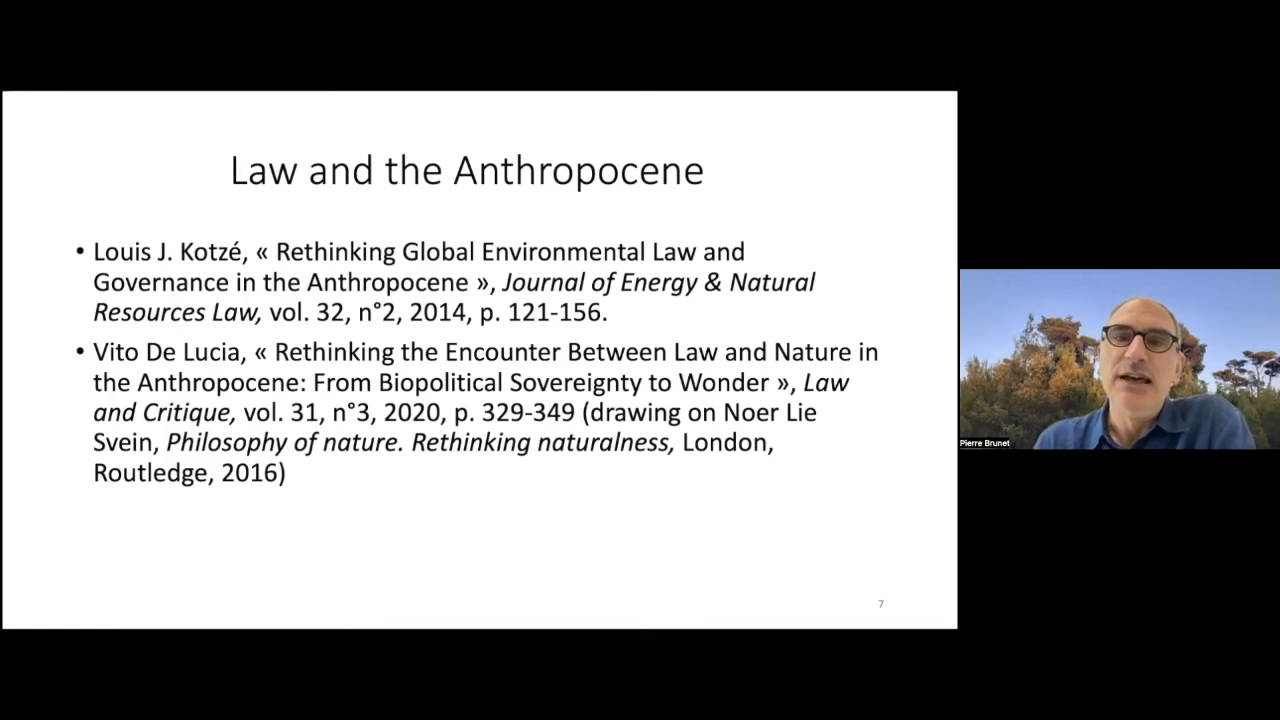 Law and the Anthropocene
• Louis J. Kotzé, « Rethinking Global Environmental Law and
Governance in the Anthropocene », Journal of Energy & Natural
Resources Law, vol. 32, n°2, 2014, p. 121-156.
• Vito De Lucia, « Rethinking the Encounter Between Law and Nature in
the Anthropocene: From Biopolitical Sovereignty to Wonder », Law
and Critique, vol. 31, n°3, 2020, p. 329-349 (drawing on Noer Lie
Svein, Philosophy of nature. Rethinking naturalness, London,
Routledge, 2016)
7
Pierre Brunet